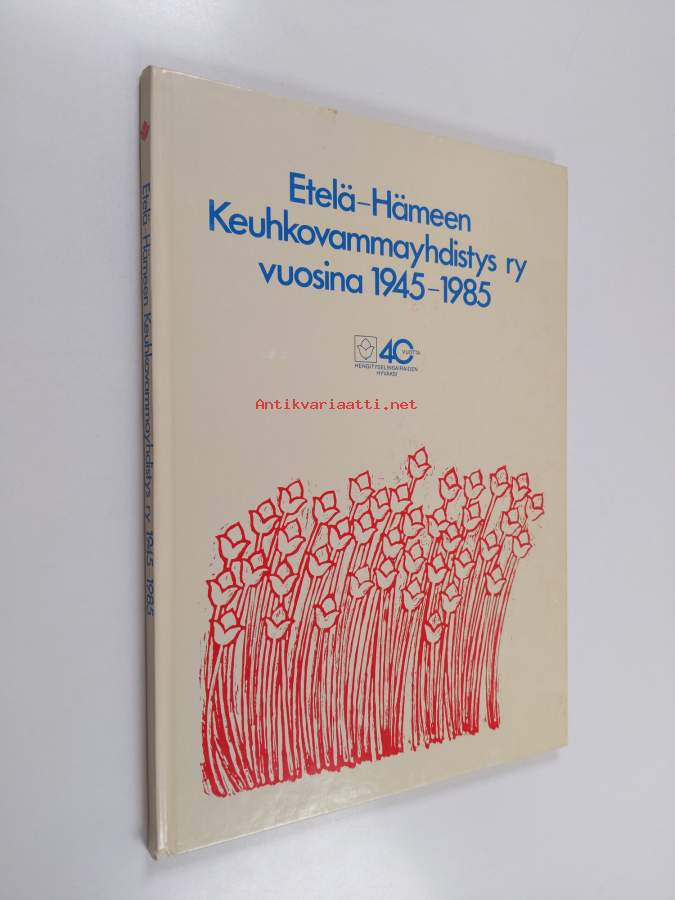 Etelä-Hämeen
Keuhkovammayhdistys ry
vuosina 1945-1985
40 VUOTTA
HENGITYSELINSAIRAIDEN
HYVÄKSI
Antikvariaatti.net
Etelä-Hämeen Keuhkovammayhdistys ry 1945-1985